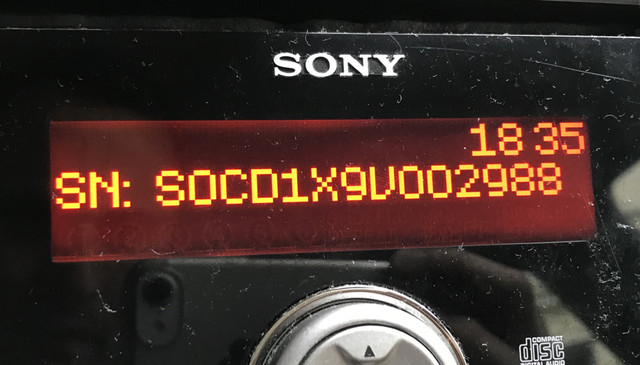 SONY
18 35
SN: SOCD1X9V002988
COMPACT
disc
DIGITAL AUDIO